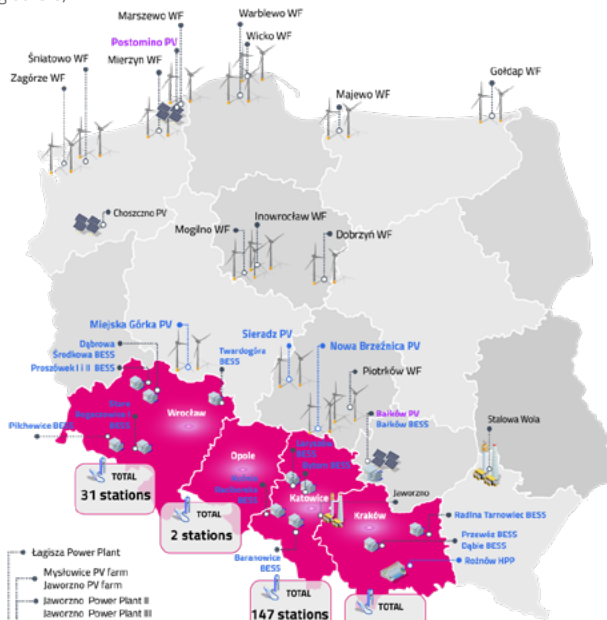 Marszewo WF
Warblewo WF
Postomino PV
Wicko WF
Śniatowo WF
Mierzyn WF
Gołdap WF
Zagórze WF
Majewo WF
Choszczno PV
Inowrocław WF
Mogilno WF
Dobrzyń WF
Miejska Górka PV
Sieradz PV
Nowa Brzeźnica PV
Dąbrowa
Środkowa BESS
Proszówek I i II BESS
Twardogóra
BESS
Piotrków WF
Wrocław
Bałków PV
Bałków BESS
Stalowa Wola
Pilchowice BESS
BESS
Opole
BESS
Bytom BESS
Katowice
BESS
Jaworzno
Kraków
Radlna Tarnowiec BESS
Przewóz BESS
Dąbie BESS
Rożnów HPP
Baranowice
BESS
TOTAL
31 stations
TOTAL
2 stations
TOTAL
147 stations
TOTAL
Łagisza Power Plant
Mysłowice PV farm
Jaworzno PV farm
Jaworzno Power Plant II
Jaworzno Power Plant III